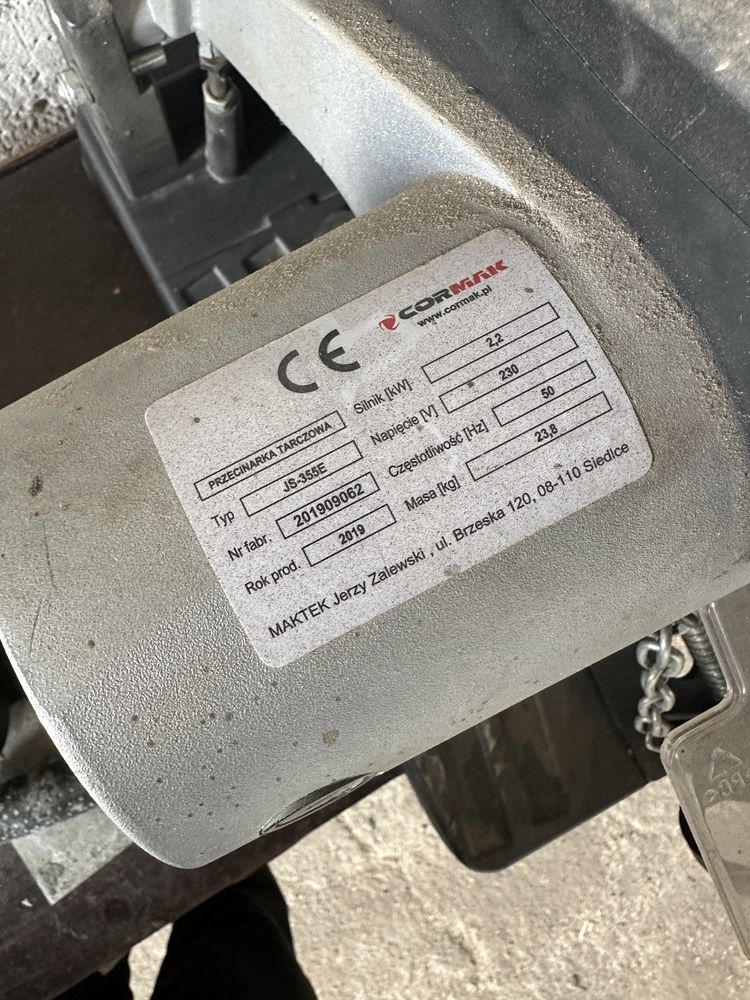 CE
CORMAK
www.cormak.pl
PRZECINARKA TARCZOWA
Typ JS-355E
Nr fabr. 201909062
Rok prod. 2019
Silnik [kW] 2,2
Napięcie [V] 230
Częstotliwość [Hz] 50
Masa [kg] 23,8
MAKTEK Jerzy Zalewski , ul. Brzeska 120, 08-110 Siedlce